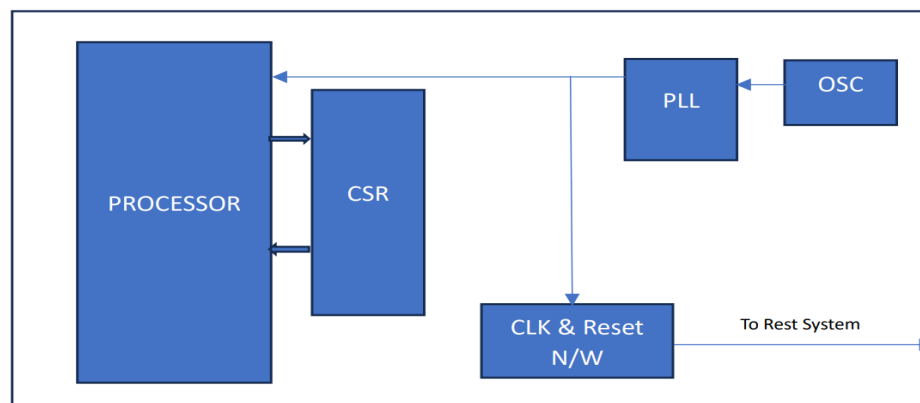 PROCESSOR
CSR
PLL
OSC
CLK & Reset
N/W
To Rest System